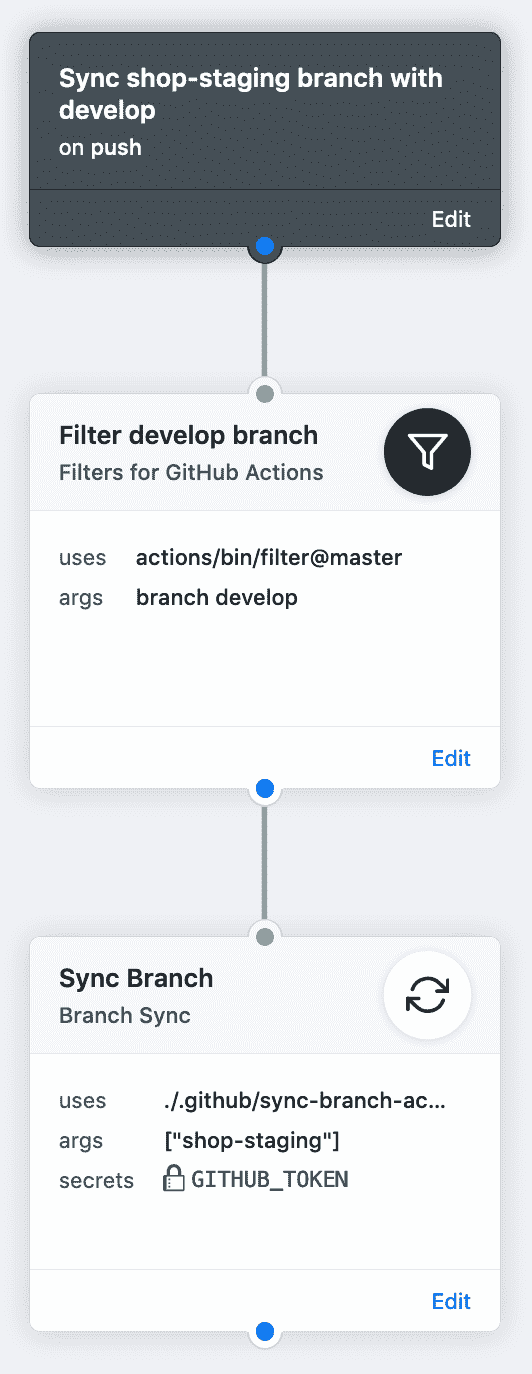 Sync shop-staging branch with
develop
on push
Edit
Filter develop branch
Filters for GitHub Actions
uses actions/bin/filter@master
args branch develop
Edit
Sync Branch
Branch Sync
uses ./.github/sync-branch-ac...
args ["shop-staging"]
secrets GITHUB_TOKEN
Edit